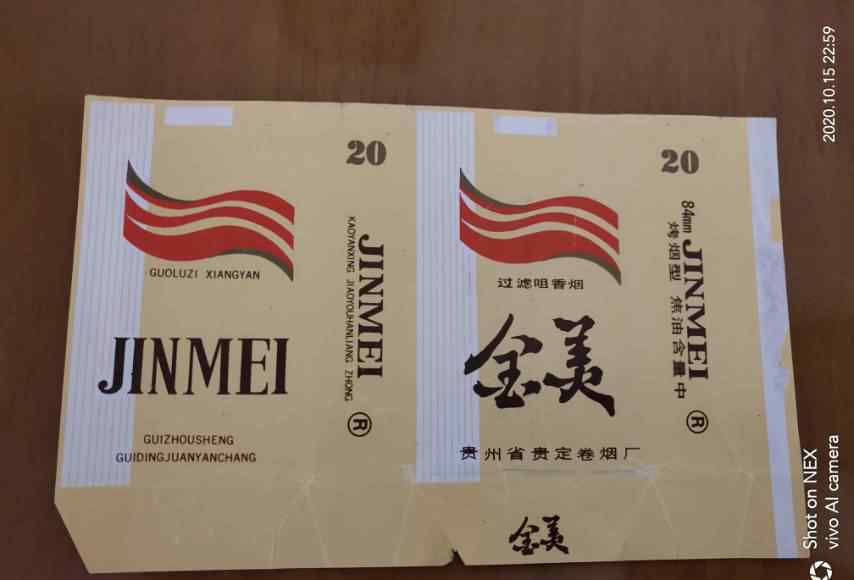 GUOLUZI XIANGYAN
JINMEI
GUIZHOUSHENG
GUIDINGJUANYANCHANG
20
JINMEI ®
KAOYANXING JIAOYOUHANLIANG ZHONG
过滤咀香烟
金美
贵州省贵定卷烟厂
金美
20
84mm
JINMEI ®
烤烟型 焦油含量中
2020.10.15 22:59
Shot on NEX
vivo AI camera